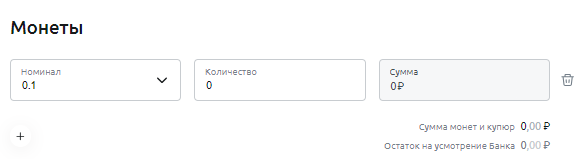 Монеты
Номинал Количество Сумма
0.1 0 0₽
+ Сумма монет и купюр 0,00 ₽
Остаток на усмотрение Банка 0,00 ₽